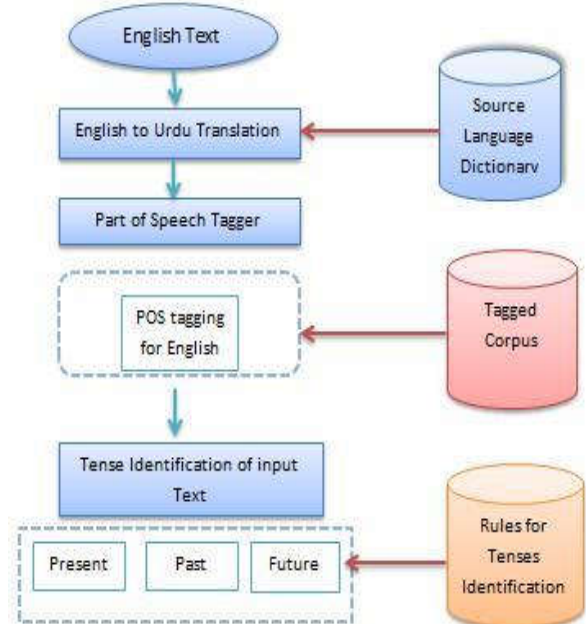 English Text
English to Urdu Translation
Source
Language
Dictionary
Part of Speech Tagger
POS tagging
for English
Tagged
Corpus
Tense Identification of input
Text
Present
Past
Future
Rules for
Tenses
Identification